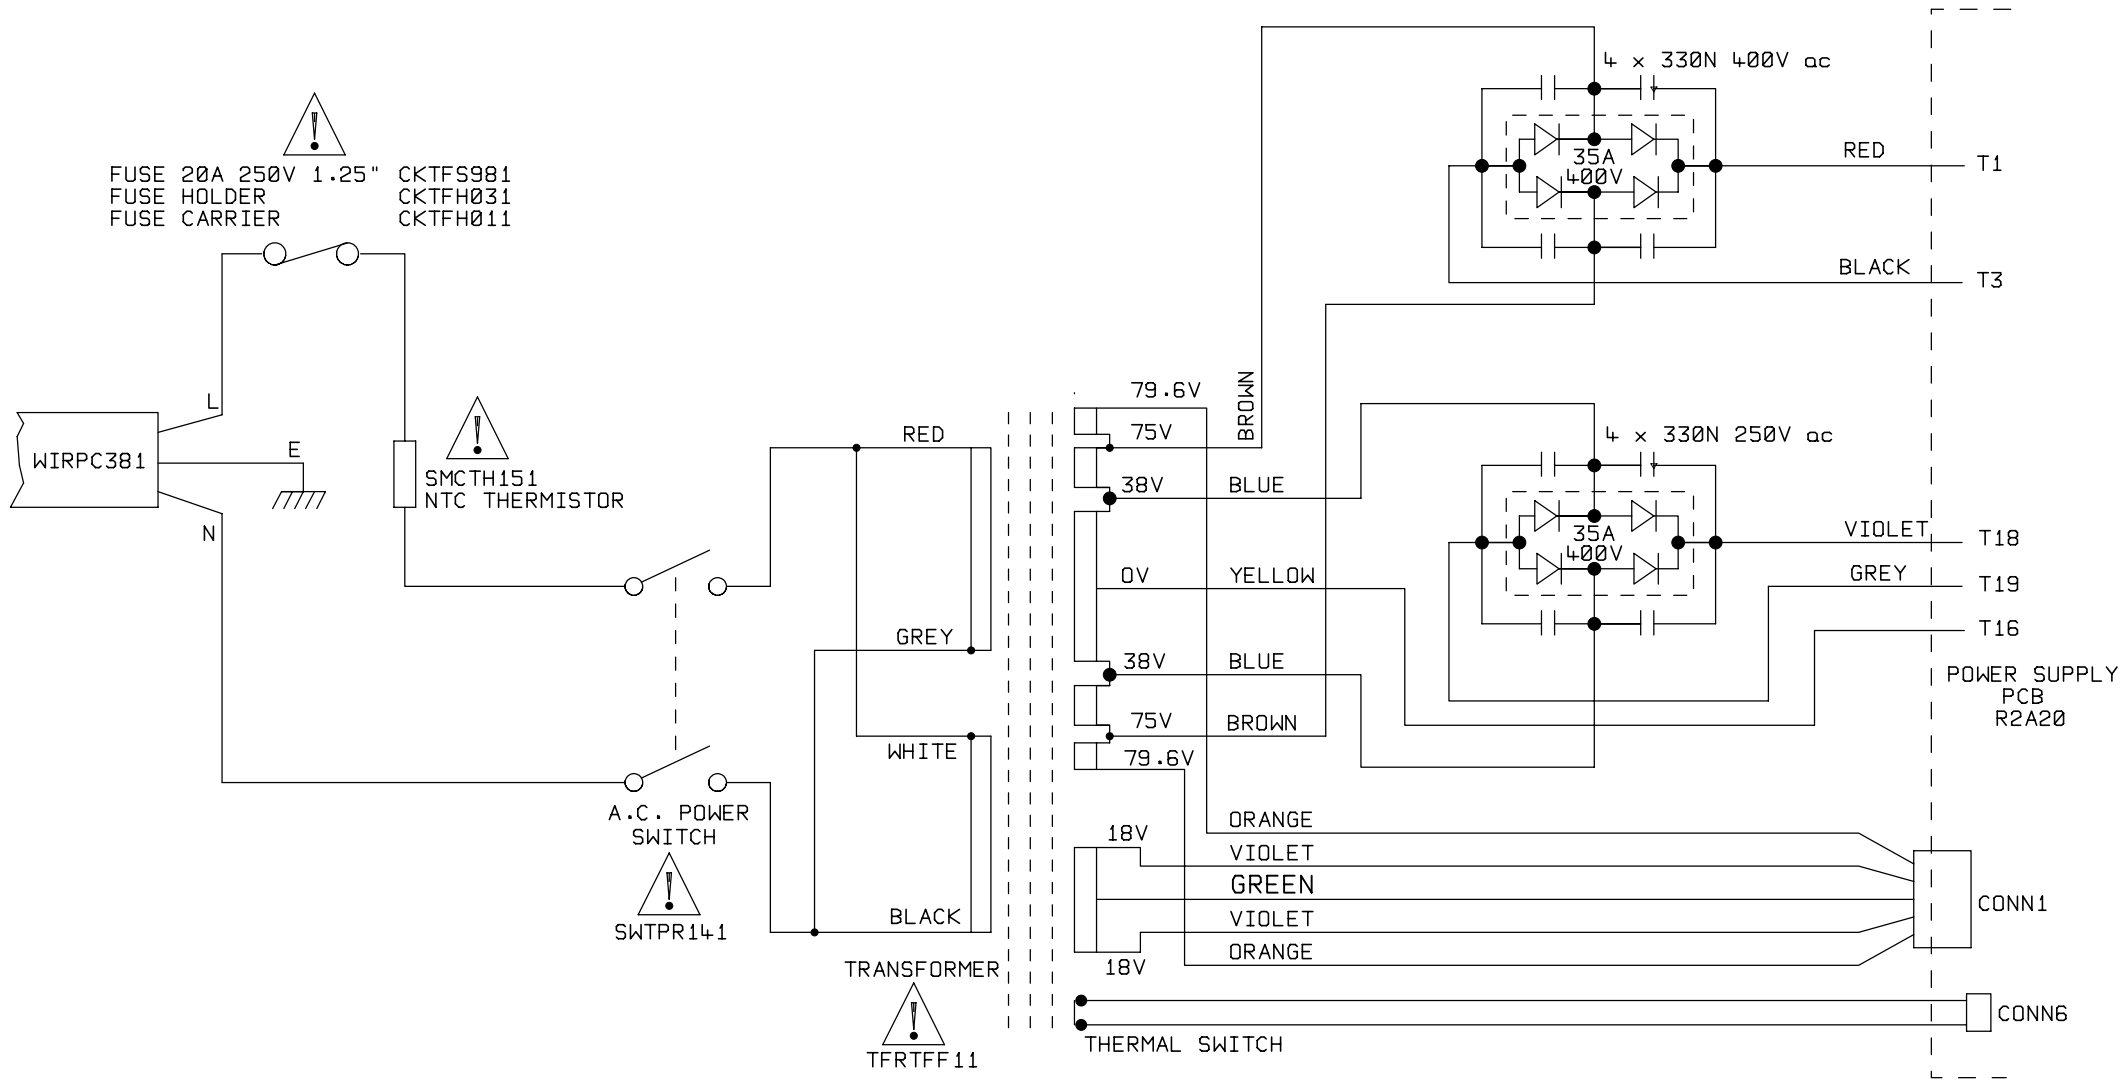 4 x 330N 400V ac
FUSE 20A 250V 1.25" CKTFS981
FUSE HOLDER CKTFH031
FUSE CARRIER CKTFH011
35A
400V
RED
T1
BLACK
T3
L
E
N
WIRPC381
SMCTH151
NTC THERMISTOR
RED
GREY
WHITE
BLACK
A.C. POWER
SWITCH
SWTPR141
TRANSFORMER
TFRTFF11
79.6V
75V
BROWN
38V
BLUE
0V
YELLOW
38V
BLUE
75V
BROWN
79.6V
4 x 330N 250V ac
35A
400V
VIOLET
T18
GREY
T19
T16
POWER SUPPLY
PCB
R2A20
18V
ORANGE
VIOLET
GREEN
VIOLET
ORANGE
18V
CONN1
CONN6
THERMAL SWITCH